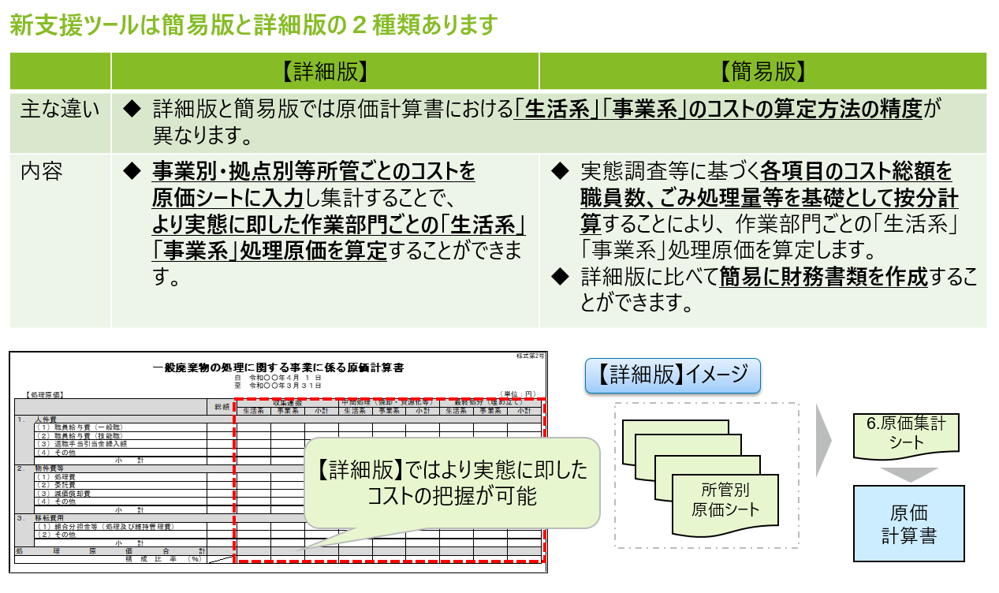 新支援ツールは簡易版と詳細版の２種類あります
【詳細版】
【簡易版】
主な違い
◆ 詳細版と簡易版では原価計算書における「生活系」「事業系」のコストの算定方法の精度が
異なります。
内容
◆ 事業別・拠点別等所管ごとのコストを
原価シートに入力し集計することで、
より実態に即した作業部門ごとの「生活系」
「事業系」処理原価を算定することができま
す。
◆ 実態調査等に基づく各項目のコスト総額を
職員数、ごみ処理量等を基礎として按分計
算することにより、作業部門ごとの「生活系」
「事業系」処理原価を算定します。
◆ 詳細版に比べて簡易に財務書類を作成するこ
とができます。
様式第2号
一般廃棄物の処理に関する事業に係る原価計算書
自 令和〇〇年４月 １ 日
至 令和〇〇年３月３１日
【処理原価】
（単位：円）
総額
収集運搬
中間処理（焼却・資源化等）
最終処分（埋め立て）
生活系 事業系 小計 生活系 事業系 小計 生活系 事業系 小計
１． 人件費
（１）職員給与費（一般職）
（２）職員給与費（技能職）
（３）退職手当引当金繰入額
（４）その他
小 計
２． 物件費等
（１）処理費
（２）委託費
（３）減価償却費
（４）その他
小 計
３． 移転費用
（１）組合分担金等（処理及び維持管理費）
（２）その他
小 計
処 理 原 価 合 計
構 成 比 率 （％）
【詳細版】ではより実態に即した
コストの把握が可能
【詳細版】イメージ
所管別
原価シート
6.原価集計
シート
原価
計算書